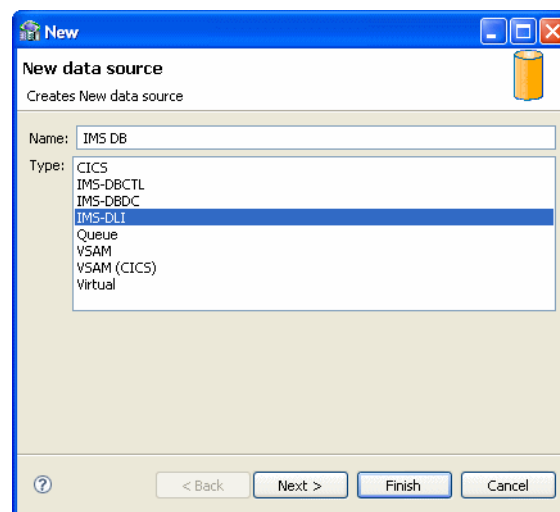 New
New data source
Creates New data source
Name: IMS DB
Type: CICS
IMS-DBCTL
IMS-DBDC
IMS-DLI
Queue
VSAM
VSAM (CICS)
Virtual
? < Back Next > Finish Cancel